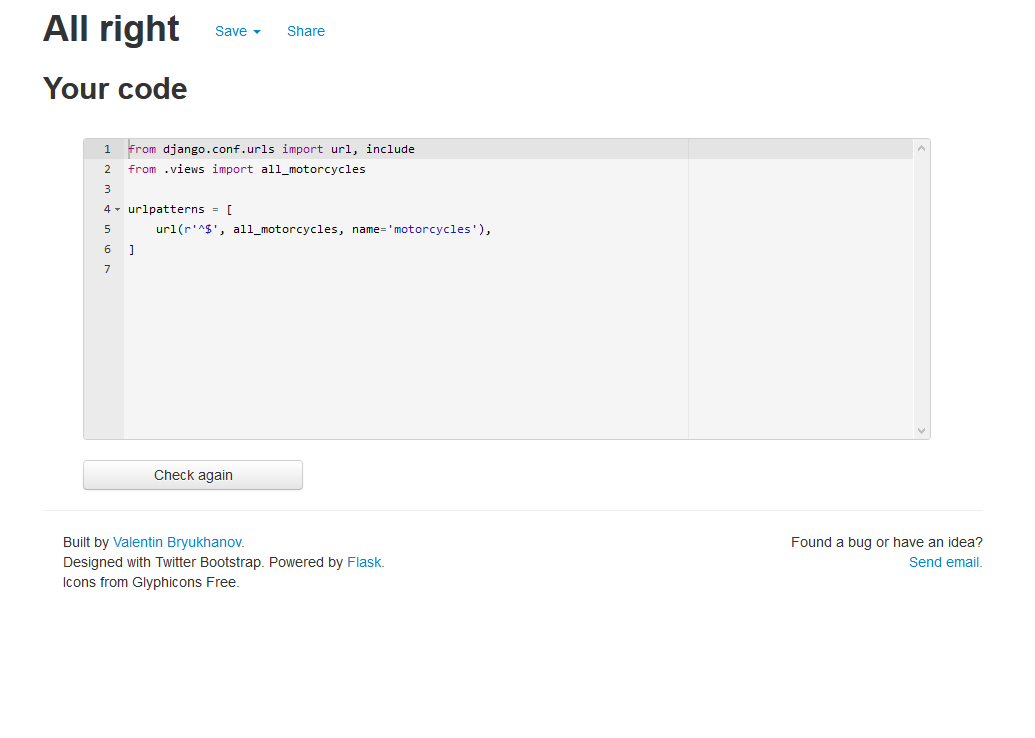 All right Save Share
Your code
1 from django.conf.urls import url, include
2 from .views import all_motorcycles
3
4 urlpatterns = [
5     url(r'^$', all_motorcycles, name='motorcycles'),
6 ]
7
Check again
Built by Valentin Bryukhanov. Found a bug or have an idea?
Designed with Twitter Bootstrap. Powered by Flask. Send email.
Icons from Glyphicons Free.